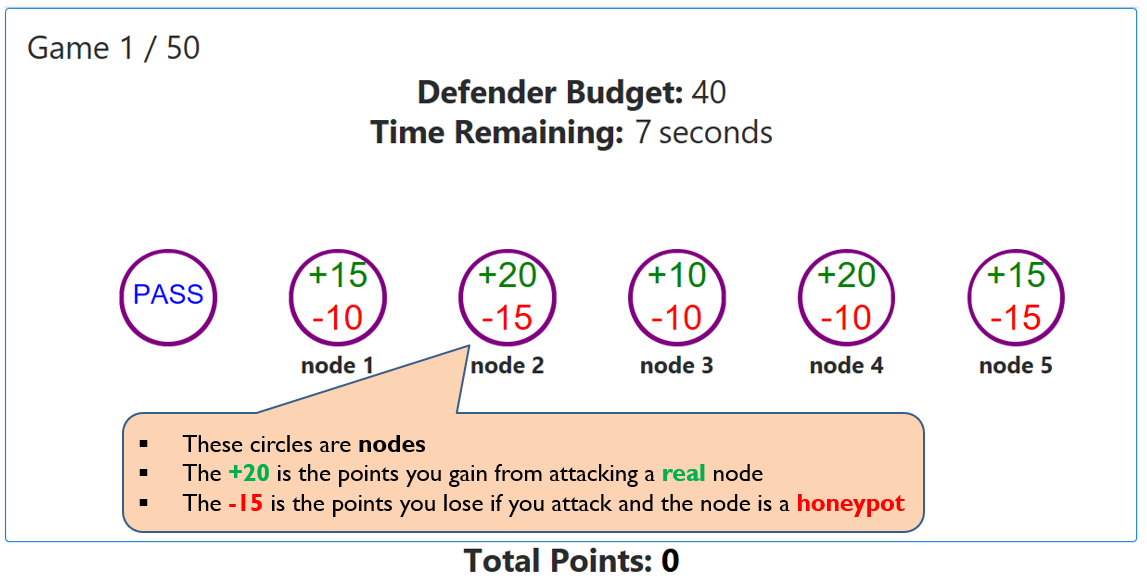 Game 1 / 50
Defender Budget: 40
Time Remaining: 7 seconds
PASS
+15
-10
node 1
+20
-15
node 2
+10
-10
node 3
+20
-10
node 4
+15
-15
node 5
▪ These circles are nodes
▪ The +20 is the points you gain from attacking a real node
▪ The -15 is the points you lose if you attack and the node is a honeypot
Total Points: 0